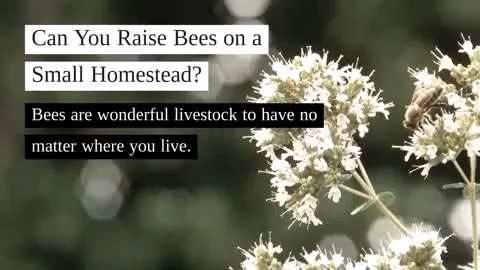 Can You Raise Bees on a
Small Homestead?
Bees are wonderful livestock to have no
matter where you live.